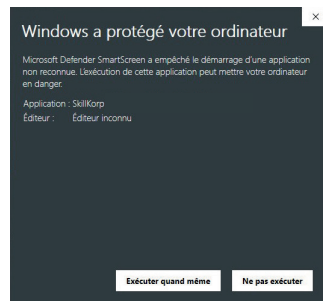 Windows a protégé votre ordinateur
Microsoft Defender SmartScreen a empêché le démarrage d'une application
non reconnue. L'exécution de cette application peut mettre votre ordinateur
en danger.
Application : SkillKorp
Éditeur : Éditeur inconnu
Exécuter quand même Ne pas exécuter